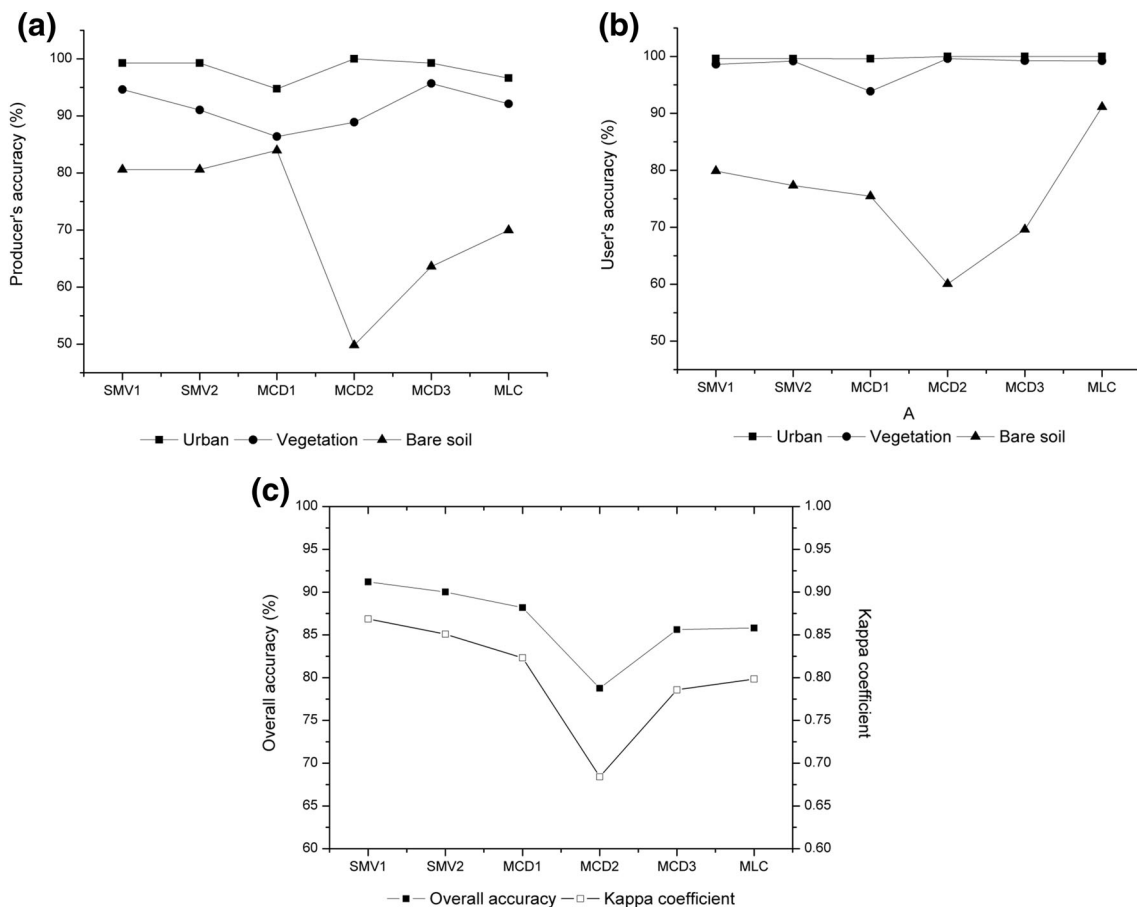 (a)
100
90
80
70
60
50
Producer's accuracy (%)
SMV1 SMV2 MCD1 MCD2 MCD3 MLC
Urban Vegetation Bare soil
(b)
100
90
80
70
60
50
User's accuracy (%)
SMV1 SMV2 MCD1 MCD2 MCD3 MLC
A
Urban Vegetation Bare soil
(c)
100
95
90
85
80
75
70
65
60
Overall accuracy (%)
1.00
0.95
0.90
0.85
0.80
0.75
0.70
0.65
0.60
Kappa coefficient
SMV1 SMV2 MCD1 MCD2 MCD3 MLC
Overall accuracy Kappa coefficient